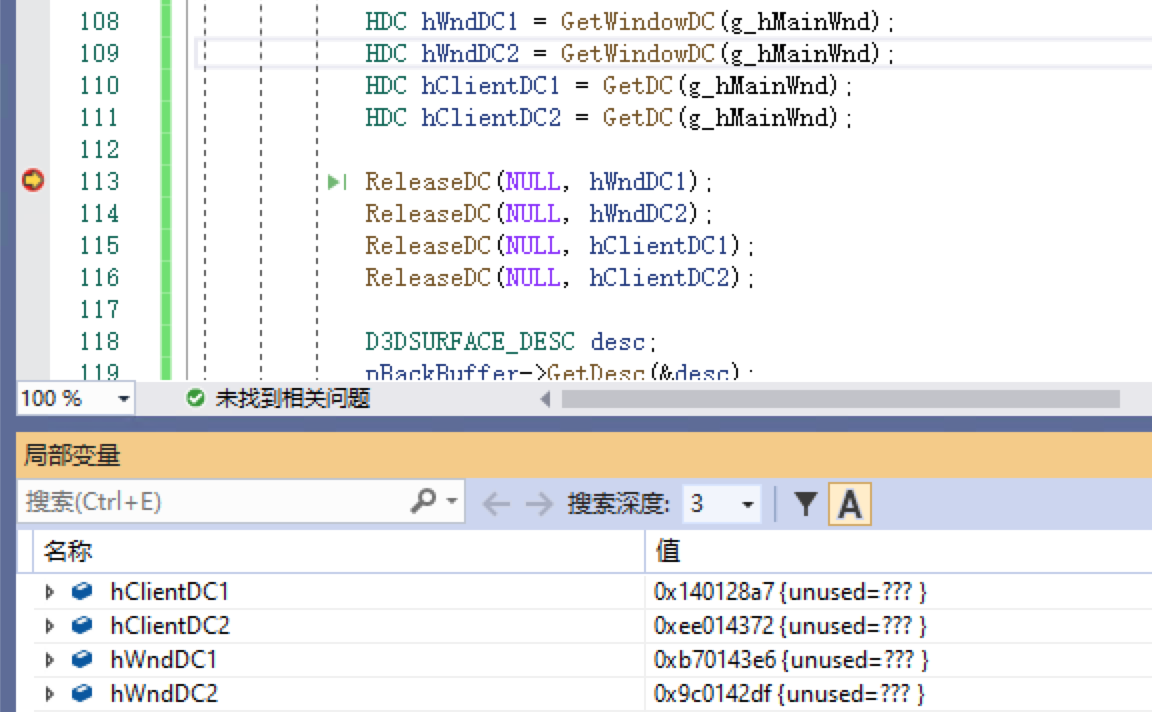 108 HDC hWndDC1 = GetWindowDC(g_hMainWnd);
109 HDC hWndDC2 = GetWindowDC(g_hMainWnd);
110 HDC hClientDC1 = GetDC(g_hMainWnd);
111 HDC hClientDC2 = GetDC(g_hMainWnd);
112
113 ReleaseDC(NULL, hWndDC1);
114 ReleaseDC(NULL, hWndDC2);
115 ReleaseDC(NULL, hClientDC1);
116 ReleaseDC(NULL, hClientDC2);
117
118 D3DSURFACE_DESC desc;
119 pBackBuffer->GetDesc(&desc);
100 % 未找到相关问题
局部变量
搜索(Ctrl+E) 搜索深度: 3 A
名称 值
hClientDC1 0x140128a7 {unused=??? }
hClientDC2 0xee014372 {unused=??? }
hWndDC1 0xb70143e6 {unused=??? }
hWndDC2 0x9c0142df {unused=??? }